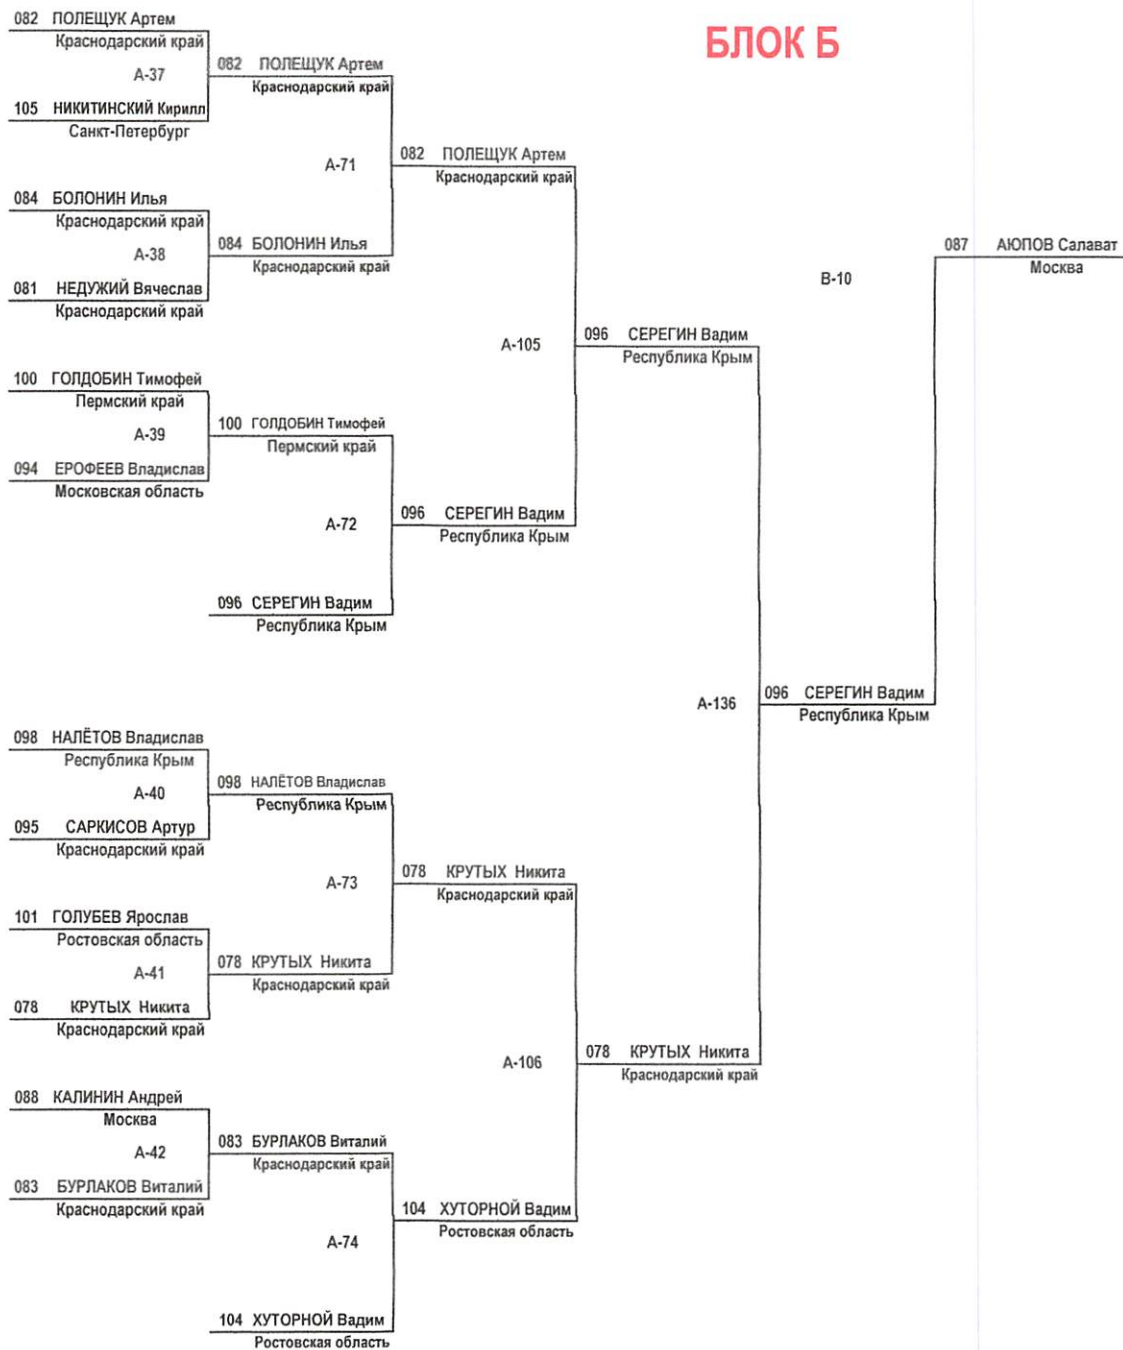 БЛОК Б
082 ПОЛЕЩУК Артем
Краснодарский край
А-37
105 НИКИТИНСКИЙ Кирилл
Санкт-Петербург
082 ПОЛЕЩУК Артем
Краснодарский край
А-71
084 БОЛОНИН Илья
Краснодарский край
А-38
081 НЕДУЖИЙ Вячеслав
Краснодарский край
084 БОЛОНИН Илья
Краснодарский край
082 ПОЛЕЩУК Артем
Краснодарский край
А-105
100 ГОЛДОБИН Тимофей
Пермский край
А-39
094 ЕРОФЕЕВ Владислав
Московская область
100 ГОЛДОБИН Тимофей
Пермский край
А-72
096 СЕРЕГИН Вадим
Республика Крым
096 СЕРЕГИН Вадим
Республика Крым
096 СЕРЕГИН Вадим
Республика Крым
В-10
087 АЮПОВ Салават
Москва
А-136
096 СЕРЕГИН Вадим
Республика Крым
098 НАЛЁТОВ Владислав
Республика Крым
А-40
095 САРКИСОВ Артур
Краснодарский край
098 НАЛЁТОВ Владислав
Республика Крым
А-73
101 ГОЛУБЕВ Ярослав
Ростовская область
А-41
078 КРУТЫХ Никита
Краснодарский край
078 КРУТЫХ Никита
Краснодарский край
078 КРУТЫХ Никита
Краснодарский край
А-106
078 КРУТЫХ Никита
Краснодарский край
088 КАЛИНИН Андрей
Москва
А-42
083 БУРЛАКОВ Виталий
Краснодарский край
083 БУРЛАКОВ Виталий
Краснодарский край
А-74
104 ХУТОРНОЙ Вадим
Ростовская область
104 ХУТОРНОЙ Вадим
Ростовская область